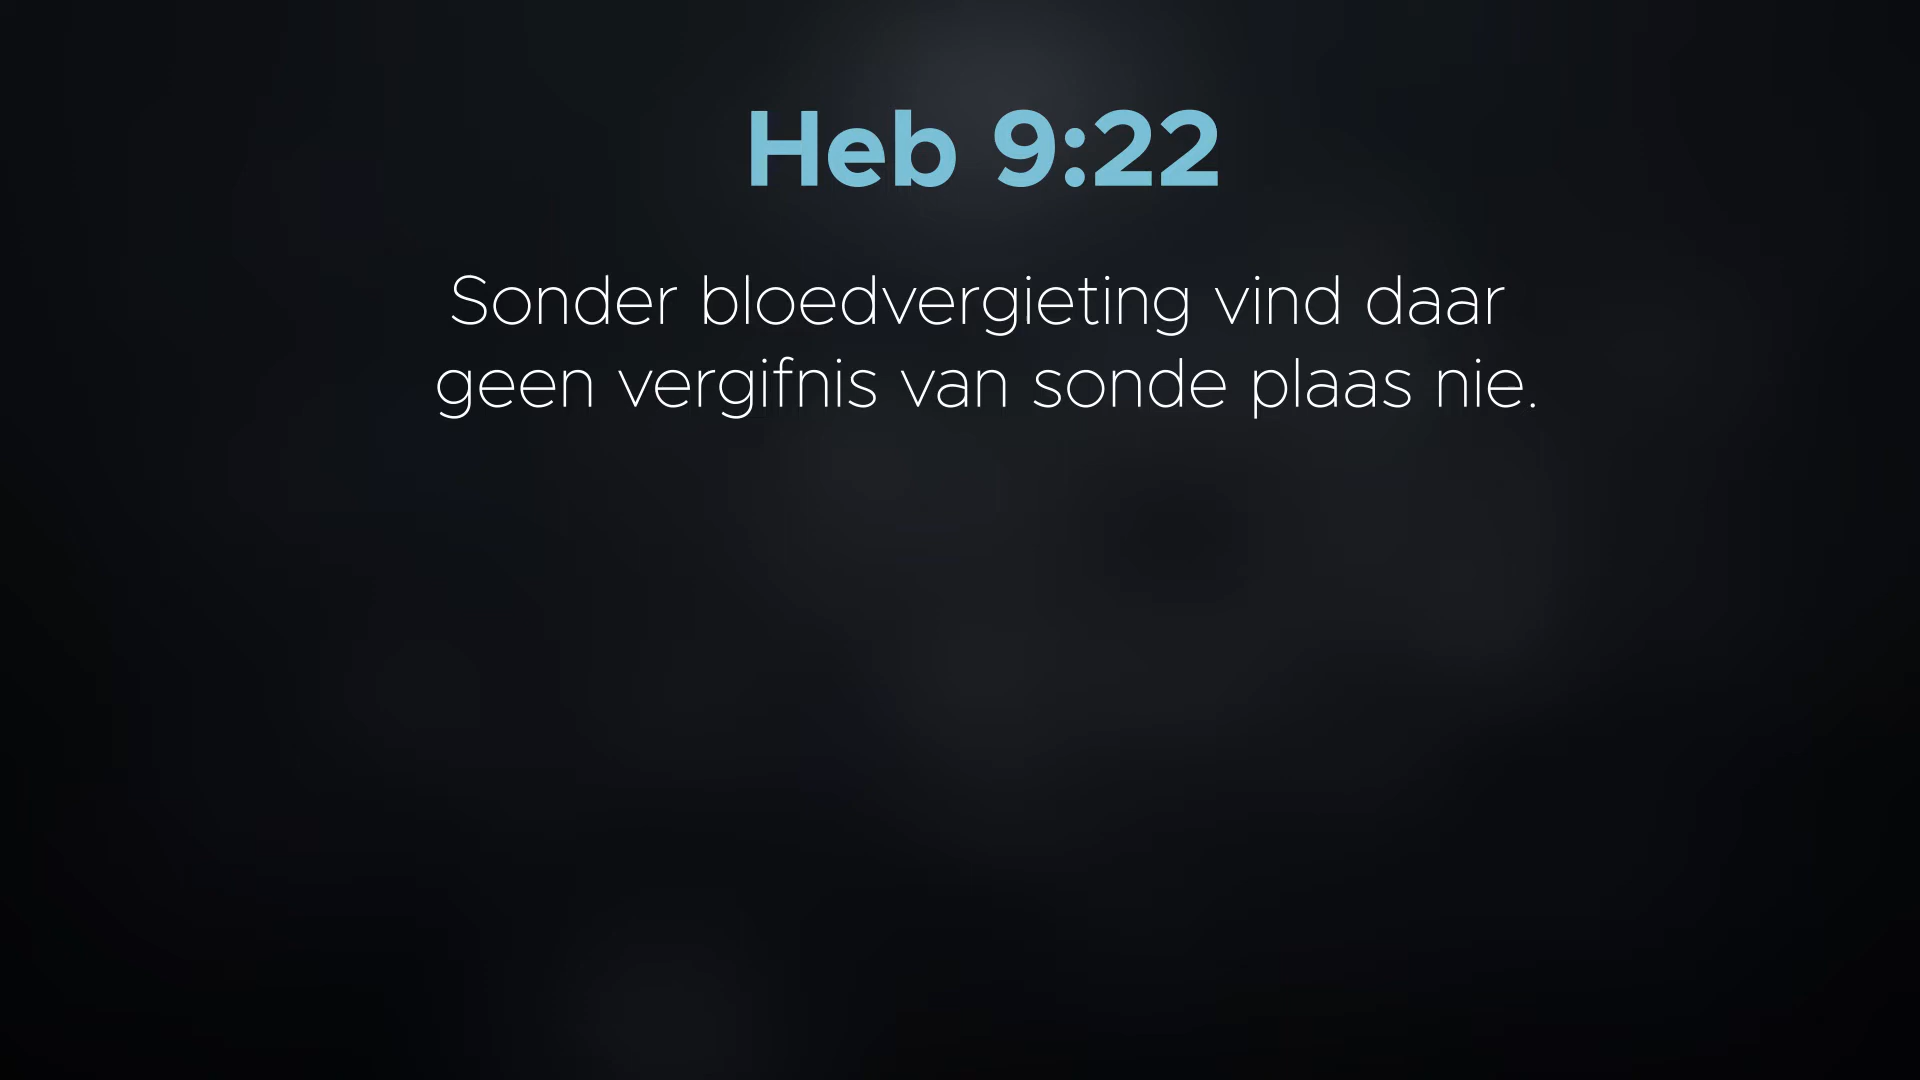 Heb 9:22
Sonder bloedvergieting vind daar
geen vergifnis van sonde plaas nie.